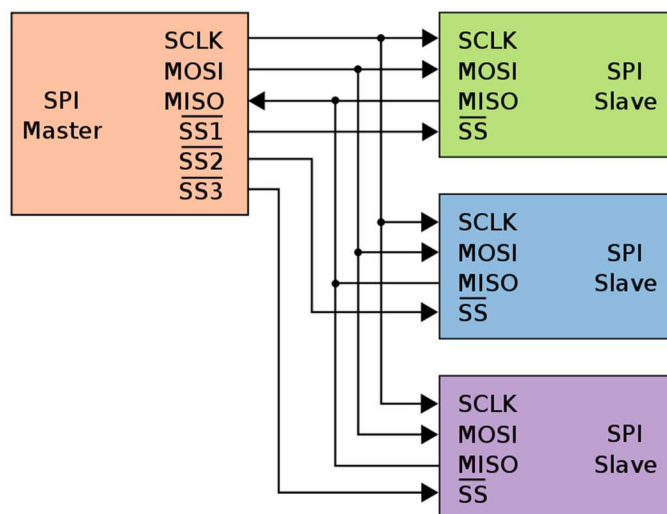 SPI
Master
SCLK
MOSI
MISO
SS1
SS2
SS3
SCLK
MOSI
MISO
SS
SPI
Slave
SCLK
MOSI
MISO
SS
SPI
Slave
SCLK
MOSI
MISO
SS
SPI
Slave